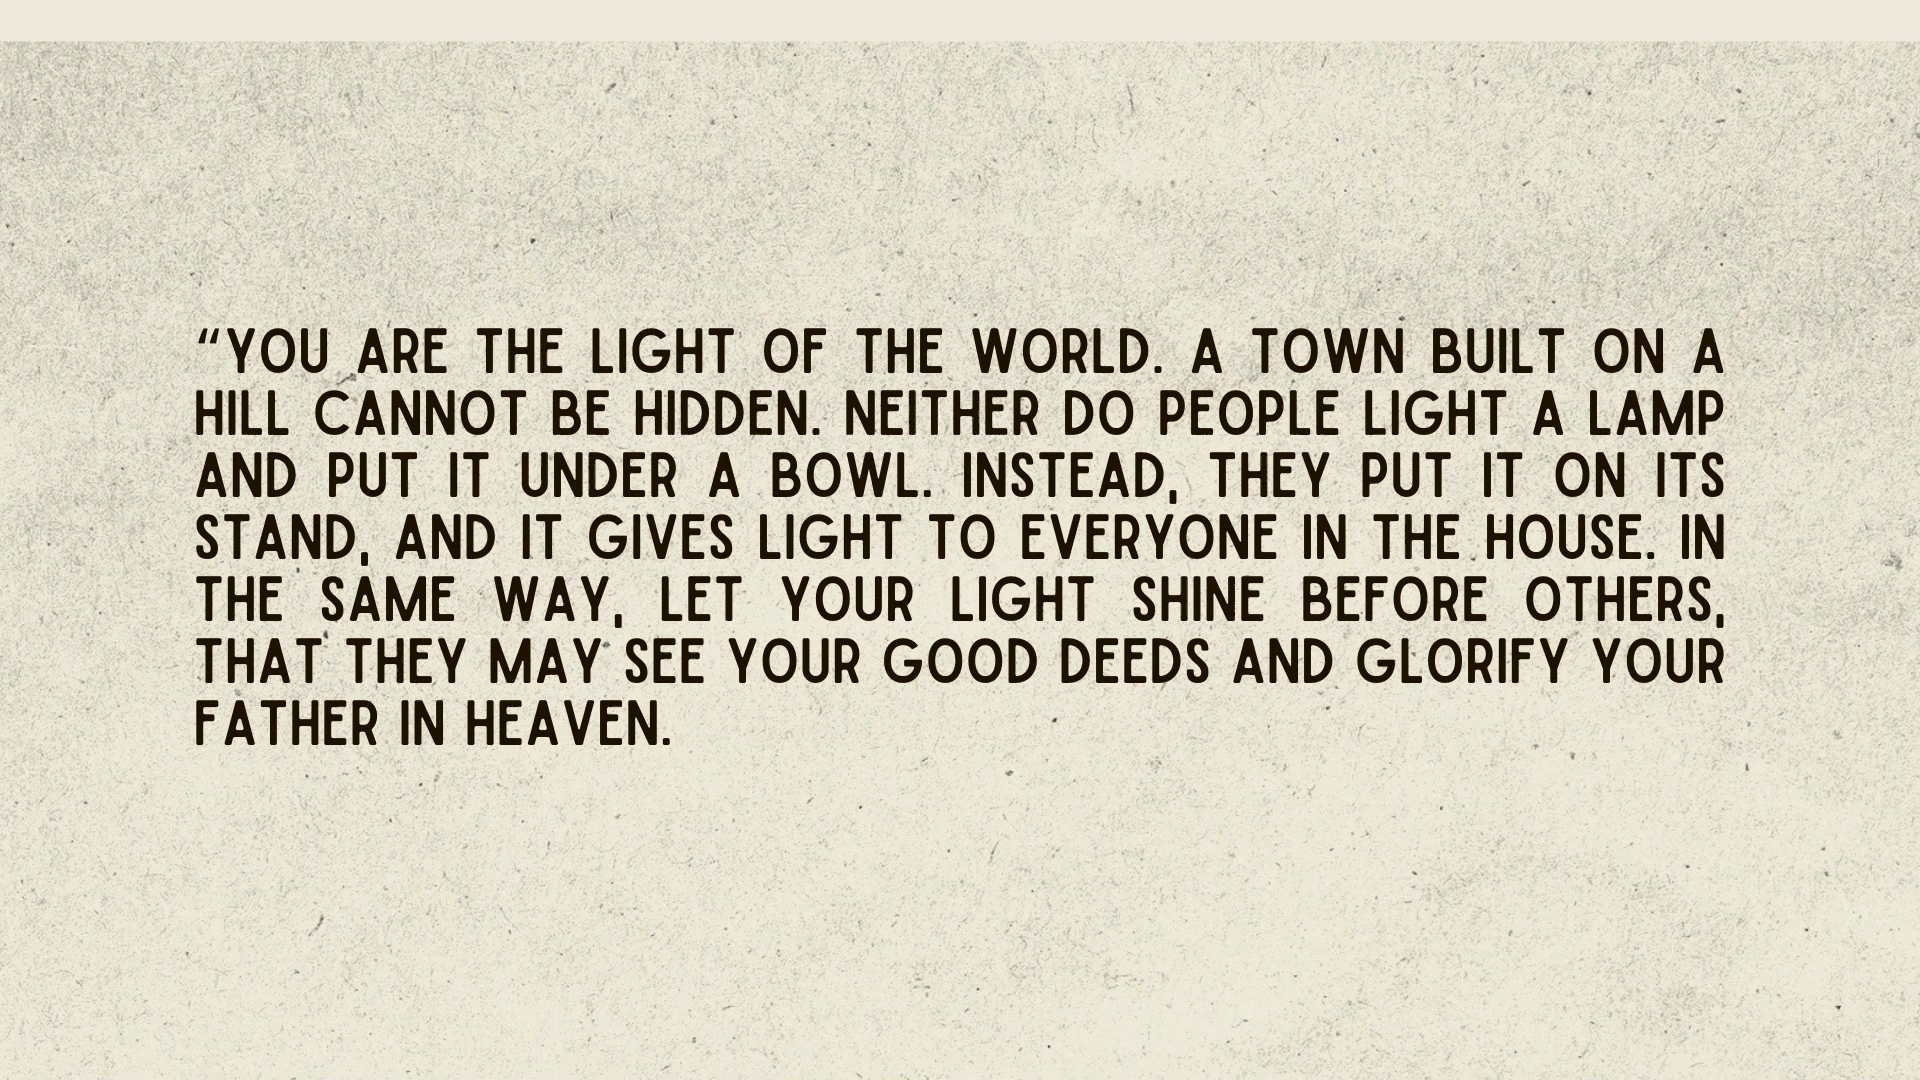 “YOU ARE THE LIGHT OF THE WORLD. A TOWN BUILT ON A
HILL CANNOT BE HIDDEN. NEITHER DO PEOPLE LIGHT A LAMP
AND PUT IT UNDER A BOWL. INSTEAD, THEY PUT IT ON ITS
STAND, AND IT GIVES LIGHT TO EVERYONE IN THE HOUSE. IN
THE SAME WAY, LET YOUR LIGHT SHINE BEFORE OTHERS,
THAT THEY MAY SEE YOUR GOOD DEEDS AND GLORIFY YOUR
FATHER IN HEAVEN.